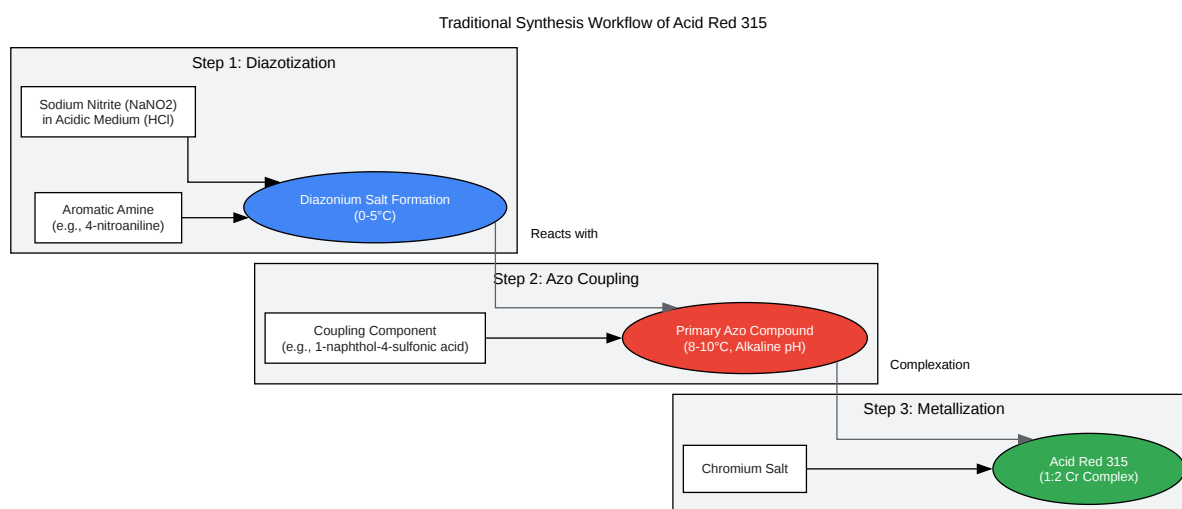 Traditional Synthesis Workflow of Acid Red 315
Step 1: Diazotization
Sodium Nitrite (NaNO2)
in Acidic Medium (HCl)
Aromatic Amine
(e.g., 4-nitroaniline)
Diazonium Salt Formation
(0-5°C)
Reacts with
Step 2: Azo Coupling
Coupling Component
(e.g., 1-naphthol-4-sulfonic acid)
Primary Azo Compound
(8-10°C, Alkaline pH)
Complexation
Step 3: Metallization
Chromium Salt
Acid Red 315
(1:2 Cr Complex)